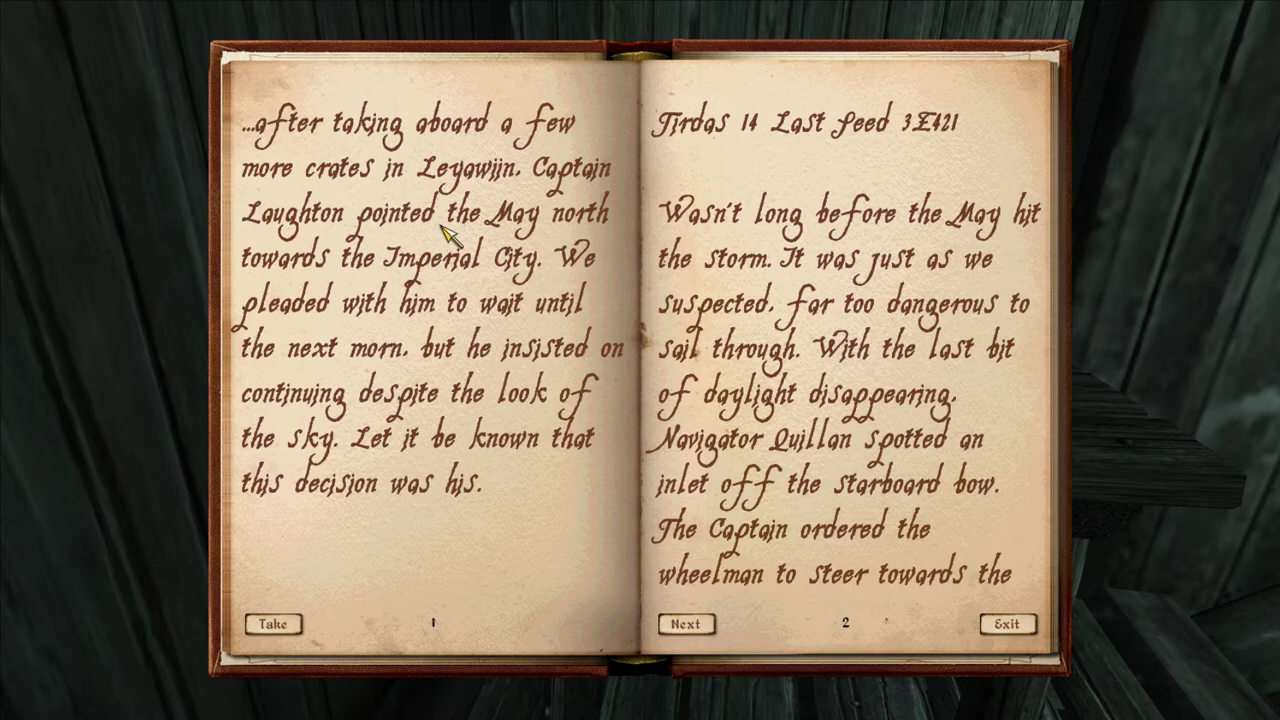 ...after taking aboard a few
more crates in Leyawiin, Captain
Laughton pointed the May north
towards the Imperial City. We
pleaded with him to wait until
the next morn, but he insisted on
continuing despite the look of
the sky. Let it be known that
this decision was his.
Take
1
Tirdas 14 Last Seed 3E421
Wasn't long before the May hit
the storm. It was just as we
suspected, far too dangerous to
sail through. With the last bit
of daylight disappearing,
Navigator Quillan spotted an
inlet off the starboard bow.
The Captain ordered the
wheelman to steer towards the
Next
2
Exit